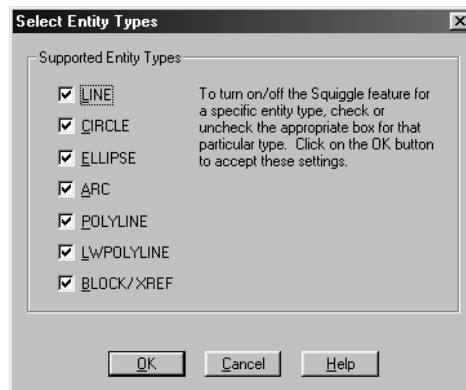 Select Entity Types
Supported Entity Types
LINE
CIRCLE
ELLIPSE
ARC
POLYLINE
LWPOLYLINE
BLOCK/XREF
To turn on/off the Squiggle feature for
a specific entity type, check or
uncheck the appropriate box for that
particular type. Click on the OK button
to accept these settings.
OK
Cancel
Help